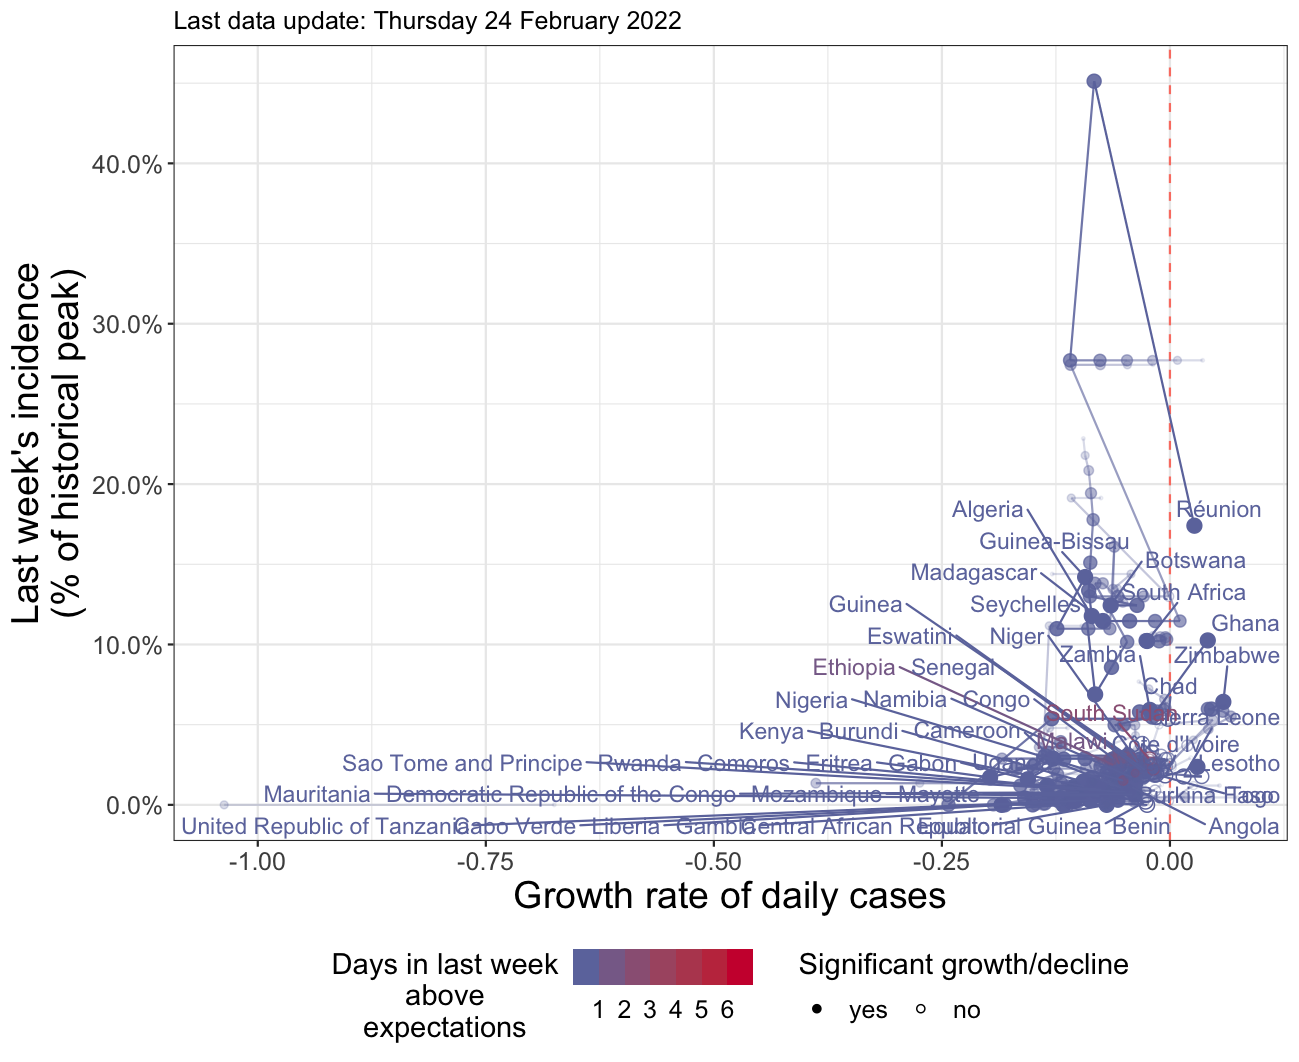 Last data update: Thursday 24 February 2022
Last week's incidence
(% of historical peak)
40.0%
30.0%
20.0%
10.0%
0.0%
Algeria
Réunion
Guinea-Bissau
Botswana
Madagascar
Seychelles
South Africa
Guinea
Ghana
Eswatini
Niger
Zambia
Zimbabwe
Ethiopia
Senegal
Chad
Nigeria
Namibia
Congo
South Sudan
Sierra Leone
Kenya
Burundi
Cameroon
Malawi
Côte d'Ivoire
Sao Tome and Principe
Rwanda
Comoros
Eritrea
Gabon
Uganda
Lesotho
Mauritania
Democratic Republic of the Congo
Mozambique
Mayotte
Burkina Faso
Togo
United Republic of Tanzania
Cabo Verde
Liberia
Gambia
Central African Republic
Equatorial Guinea
Benin
Angola
-1.00
-0.75
-0.50
-0.25
0.00
Growth rate of daily cases
Days in last week
above
expectations
1 2 3 4 5 6
Significant growth/decline
yes
no